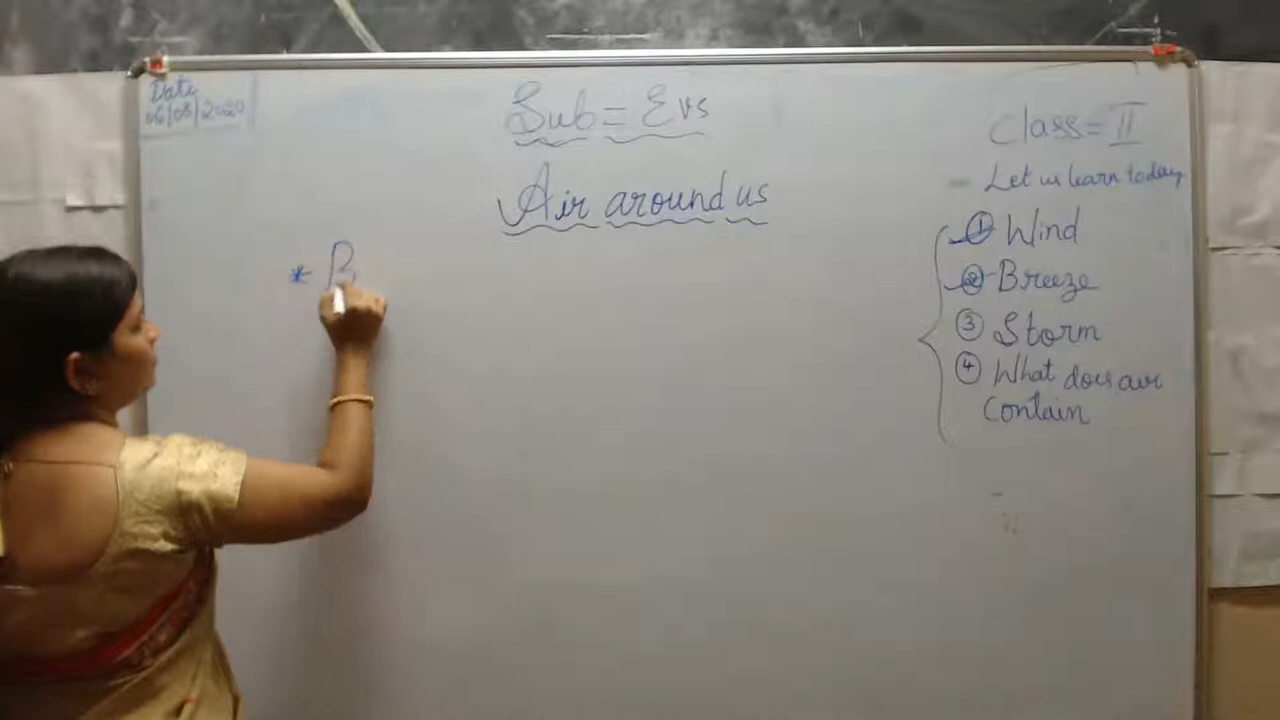 Date
06/08/2020
Sub = Evs
Class = II
Air around us
Let us learn today
① Wind
② Breeze
③ Storm
④ What does air
contain
* B